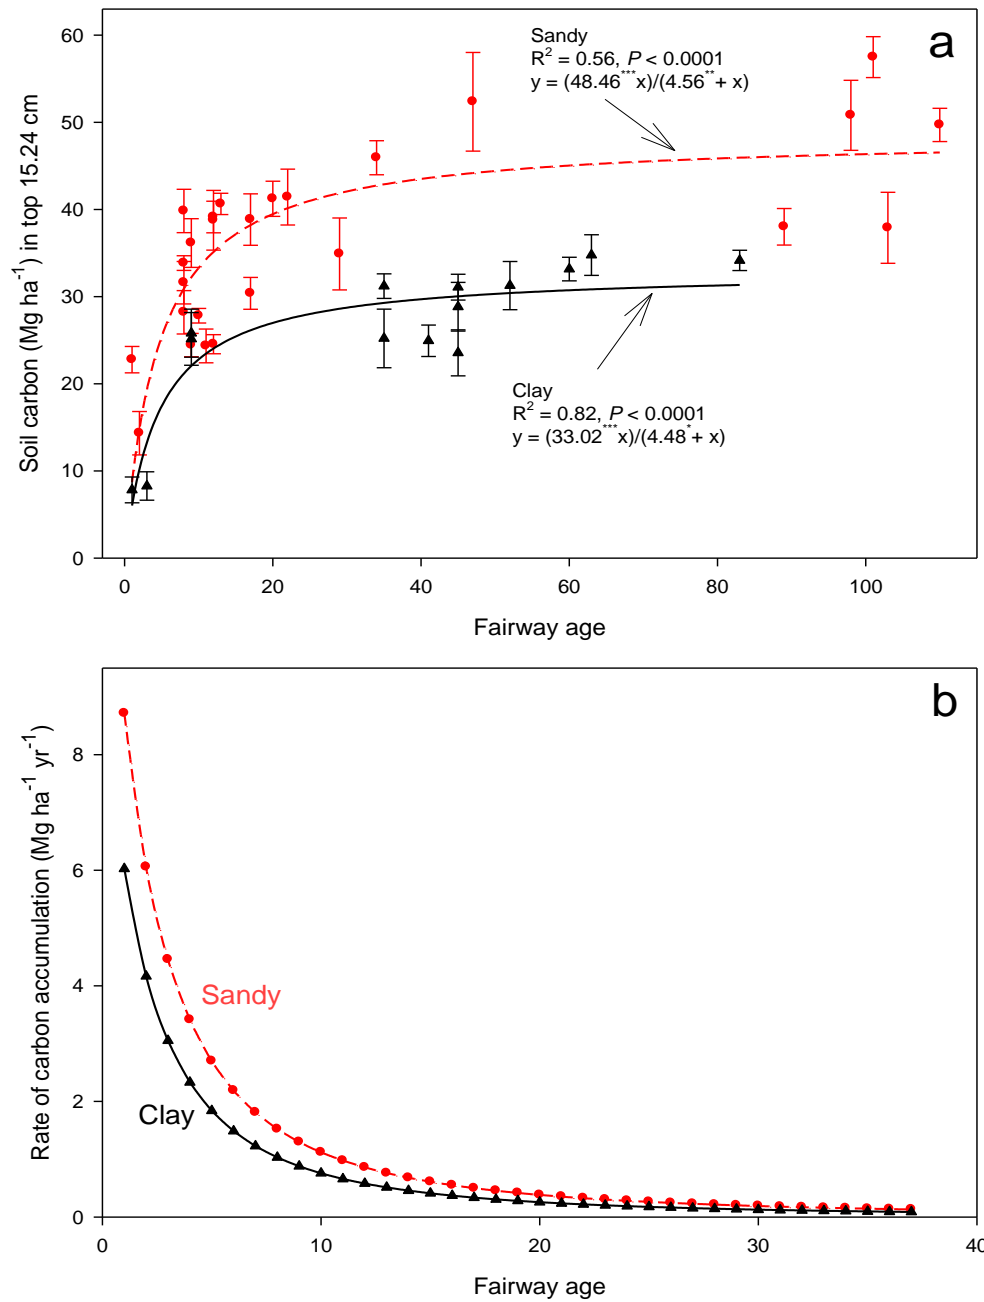 a
Sandy
R² = 0.56, P < 0.0001
y = (48.46***x)/(4.56**+ x)
Clay
R² = 0.82, P < 0.0001
y = (33.02***x)/(4.48*+ x)
Soil carbon (Mg ha⁻¹) in top 15.24 cm
60
50
40
30
20
10
0
0 20 40 60 80 100
Fairway age
b
Rate of carbon accumulation (Mg ha⁻¹ yr⁻¹)
8
6
4
2
0
Sandy
Clay
0 10 20 30 40
Fairway age